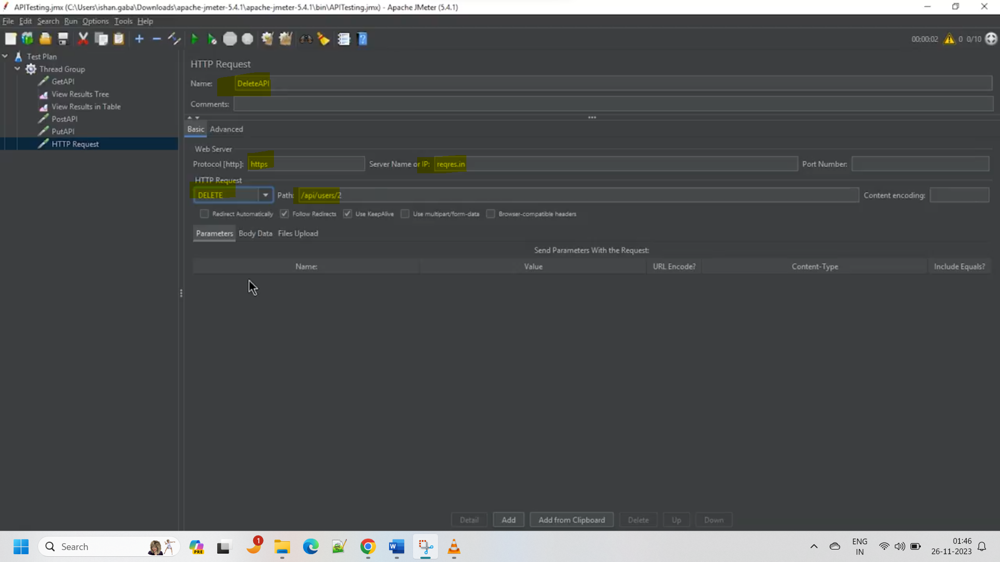 APITesting.jmx (C:\Users\ishan.gaba\Downloads\apache-jmeter-5.4.1\apache-jmeter-5.4.1\bin\APITesting.jmx) - Apache JMeter (5.4.1)
File Edit Search Run Options Tools Help
00:00:02 0 0/10
Test Plan
Thread Group
GetAPI
View Results Tree
View Results in Table
PostAPI
PutAPI
HTTP Request
HTTP Request
Name: DeleteAPI
Comments:
Basic Advanced
Web Server
Protocol [http]: https Server Name or IP: reqres.in Port Number:
HTTP Request
DELETE Path: /api/users/2 Content encoding:
Redirect Automatically Follow Redirects Use KeepAlive Use multipart/form-data Browser-compatible headers
Parameters Body Data Files Upload
Send Parameters With the Request:
Name: Value URL Encode? Content-Type Include Equals?
Detail Add Add from Clipboard Delete Up Down
Search PRE 1 W ENG IN 01:46
26-11-2023